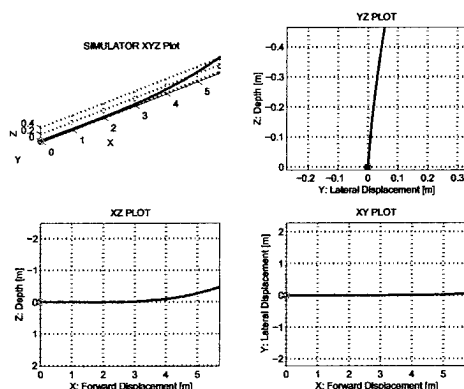 SIMULATOR XYZ Plot
0.4
0.2
0
Z
Y
0
1
2
3
4
5
X
YZ PLOT
Z: Depth [m]
−0.4
−0.3
−0.2
−0.1
0
−0.2 −0.1 0 0.1 0.2 0.3
Y: Lateral Displacement [m]
XZ PLOT
Z: Depth [m]
−2
−1
0
1
2
0 1 2 3 4 5
X: Forward Displacement [m]
XY PLOT
Y: Lateral Displacement [m]
−2
−1
0
1
2
0 1 2 3 4 5
X: Forward Displacement [m]